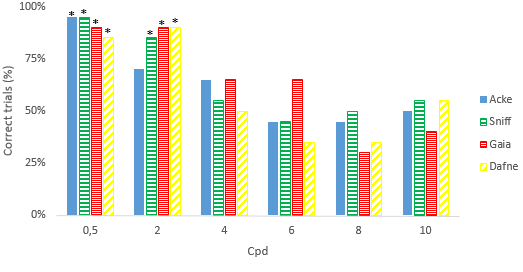 100%
75%
50%
25%
0%
Correct trials (%)
* * * *
* * *
0,5 2 4 6 8 10
Cpd
Acke
Sniff
Gaia
Dafne